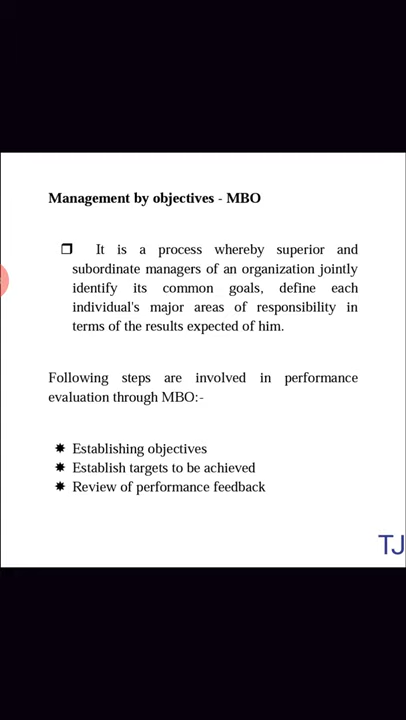 Management by objectives - MBO
It is a process whereby superior and
subordinate managers of an organization jointly
identify its common goals, define each
individual's major areas of responsibility in
terms of the results expected of him.
Following steps are involved in performance
evaluation through MBO:-
Establishing objectives
Establish targets to be achieved
Review of performance feedback
TJ